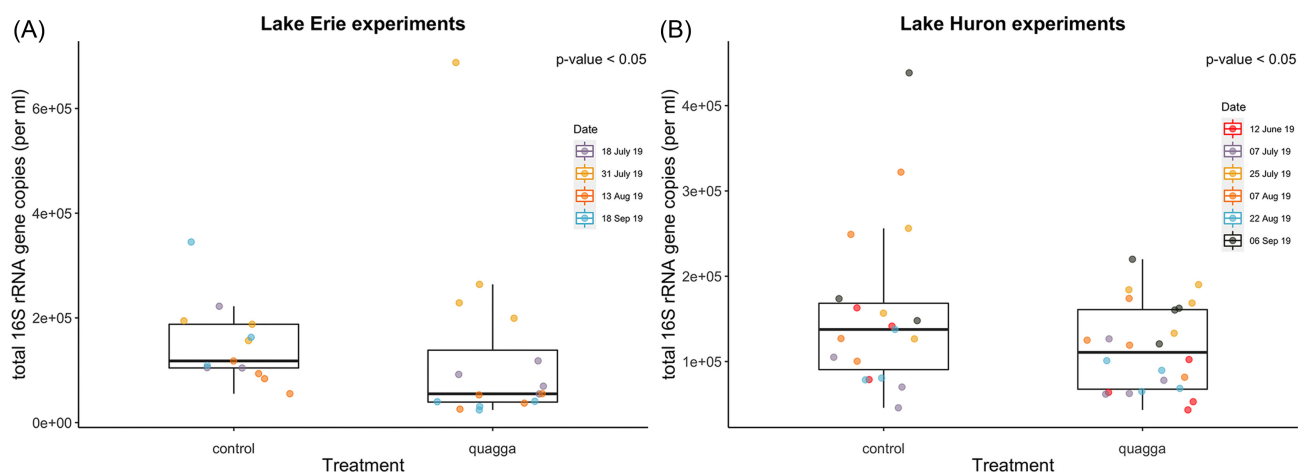 (A)
Lake Erie experiments
p-value < 0.05
total 16S rRNA gene copies (per ml)
6e+05
4e+05
2e+05
0e+00
Date
18 July 19
31 July 19
13 Aug 19
18 Sep 19
control
quagga
Treatment
(B)
Lake Huron experiments
p-value < 0.05
total 16S rRNA gene copies (per ml)
4e+05
3e+05
2e+05
1e+05
Date
12 June 19
07 July 19
25 July 19
07 Aug 19
22 Aug 19
06 Sep 19
control
quagga
Treatment